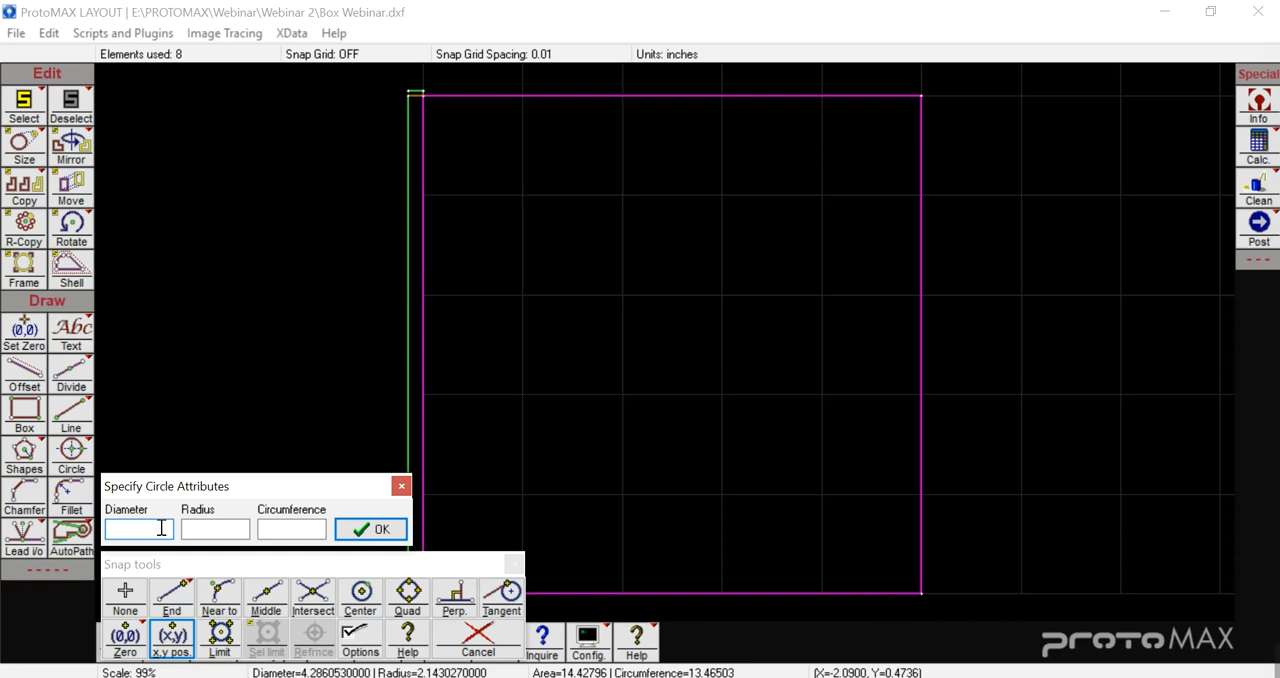 ProtoMAX LAYOUT | E:\PROTOMAX\Webinar\Webinar 2\Box Webinar.dxf
File Edit Scripts and Plugins Image Tracing XData Help
Elements used: 8 Snap Grid: OFF Snap Grid Spacing: 0.01 Units: inches
Edit
Select Deselect
Size Mirror
Copy Move
R-Copy Rotate
Frame Shell
Draw
(0,0) Abc
Set Zero Text
Offset Divide
Box Line
Shapes Circle
Chamfer Fillet
Lead i/o AutoPath
Special
Info
Calc.
Clean
Post
Specify Circle Attributes
Diameter Radius Circumference
OK
Snap tools
None End Near to Middle Intersect Center Quad Perp. Tangent
(0,0) (x,y)
Zero x,y pos. Limit Sel limit Refrnce Options Help Cancel
Inquire Config. Help
PROTOMAX
Scale: 99% Diameter=4.2860530000 | Radius=2.1430270000 Area=14.42796 | Circumference=13.46503 [X=-2.0900, Y=0.4736]